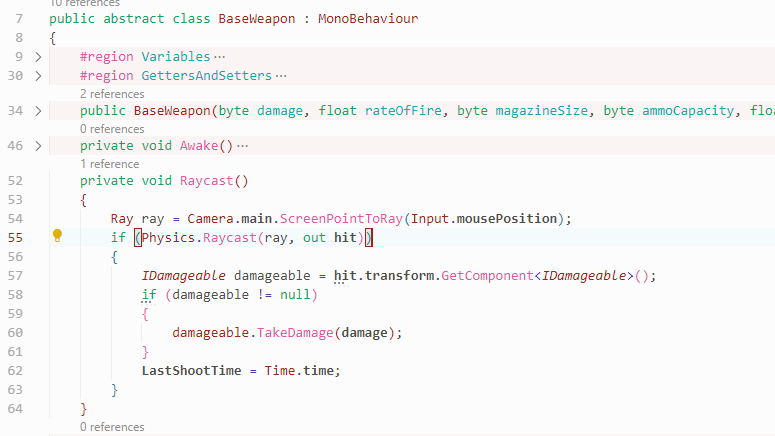 10 references
7 public abstract class BaseWeapon : MonoBehaviour
8 {
9 > #region Variables ···
30 > #region GettersAndSetters ···
2 references
34 > public BaseWeapon(byte damage, float rateOfFire, byte magazineSize, byte ammoCapacity, floa
0 references
46 > private void Awake() ···
1 reference
52 private void Raycast()
53 {
54 Ray ray = Camera.main.ScreenPointToRay(Input.mousePosition);
55 if (Physics.Raycast(ray, out hit))
56 {
57 IDamageable damageable = hit.transform.GetComponent<IDamageable>();
58 if (damageable != null)
59 {
60 damageable.TakeDamage(damage);
61 }
62 LastShootTime = Time.time;
63 }
64 }
0 references